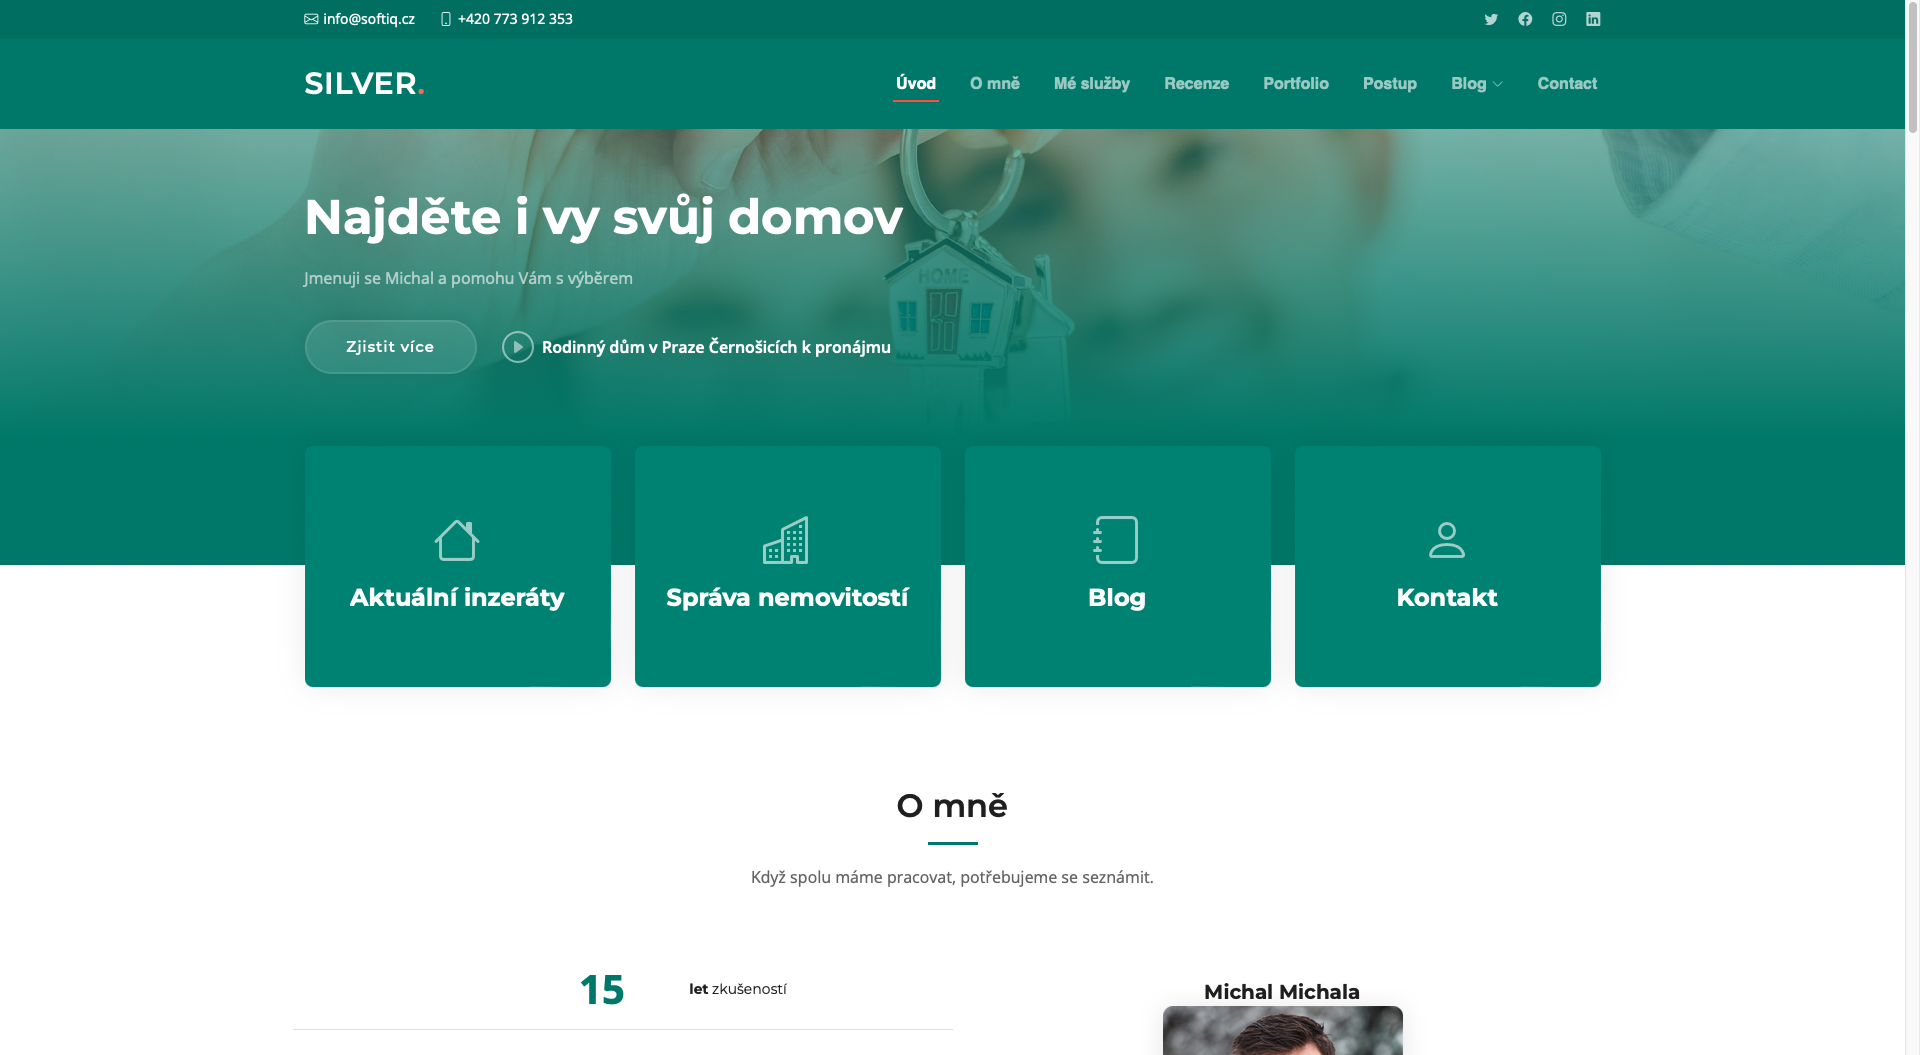 info@softiq.cz
+420 773 912 353
SILVER.
Úvod
O mně
Mé služby
Recenze
Portfolio
Postup
Blog
Contact
Najděte i vy svůj domov
HOME
Jmenuji se Michal a pomohu Vám s výběrem
Zjistit více
Rodinný dům v Praze Černošicích k pronájmu
Aktuální inzeráty
Správa nemovitostí
Blog
Kontakt
O mně
Když spolu máme pracovat, potřebujeme se seznámit.
15
let zkušeností
Michal Michala